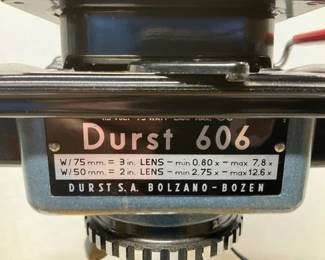 Durst 606
W/75 mm. = 3 in. LENS – min 0.80 x – max 7,8 x
W/50 mm. = 2 in. LENS – min 2.75 x – max 12.6 x
DURST S.A. BOLZANO - BOZEN